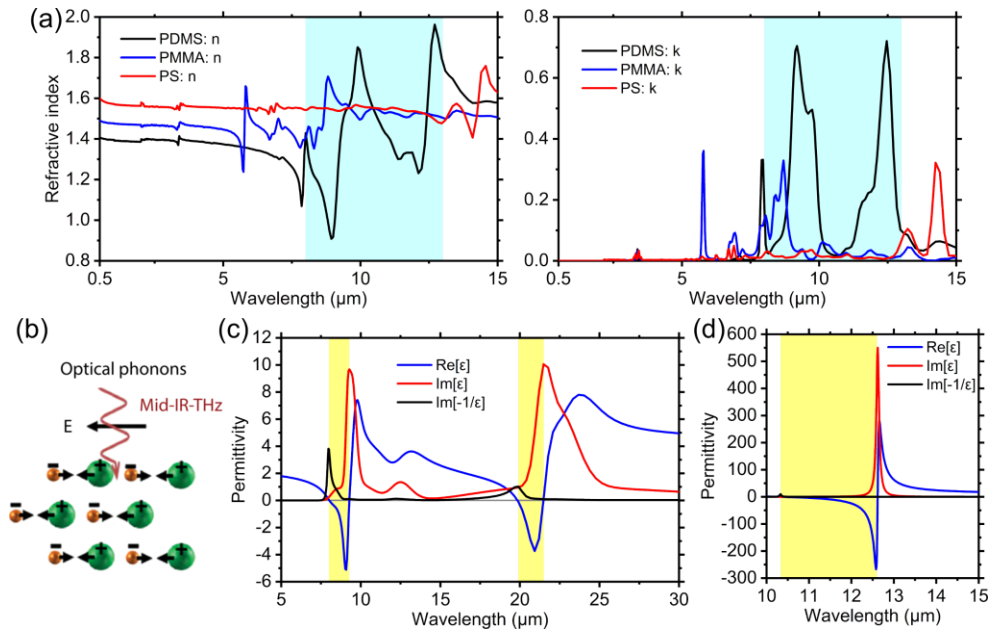 (a)
2.0
1.8
1.6
1.4
1.2
1.0
0.8
Refractive index
PDMS: n
PMMA: n
PS: n
0.5
5
10
15
Wavelength (μm)
0.8
0.6
0.4
0.2
0.0
PDMS: k
PMMA: k
PS: k
0.5
5
10
15
Wavelength (μm)
(b)
Optical phonons
Mid-IR-THz
E
- + - +
- + - +
- + - +
(c)
12
10
8
6
4
2
0
2
4
6
Permittivity
Re[ε]
Im[ε]
Im[-1/ε]
5
10
15
20
25
30
Wavelength (μm)
(d)
600
500
400
300
200
100
0
-100
-200
-300
Permittivity
Re[ε]
Im[ε]
Im[-1/ε]
10
11
12
13
14
15
Wavelength (μm)